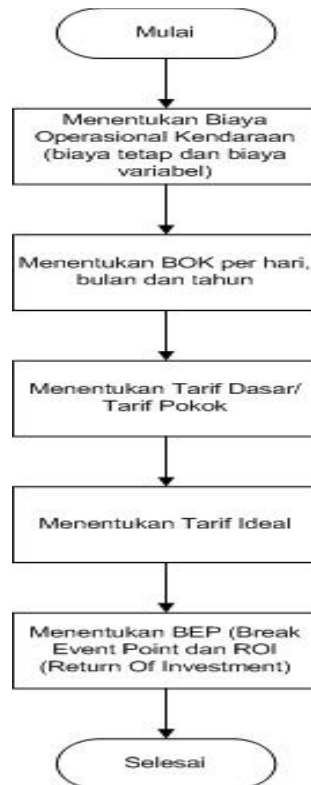 Mulai
Menentukan Biaya
Operasional Kendaraan
(biaya tetap dan biaya
variabel)
Menentukan BOK per hari,
bulan dan tahun
Menentukan Tarif Dasar/
Tarif Pokok
Menentukan Tarif Ideal
Menentukan BEP (Break
Event Point dan ROI
(Return Of Investment)
Selesai